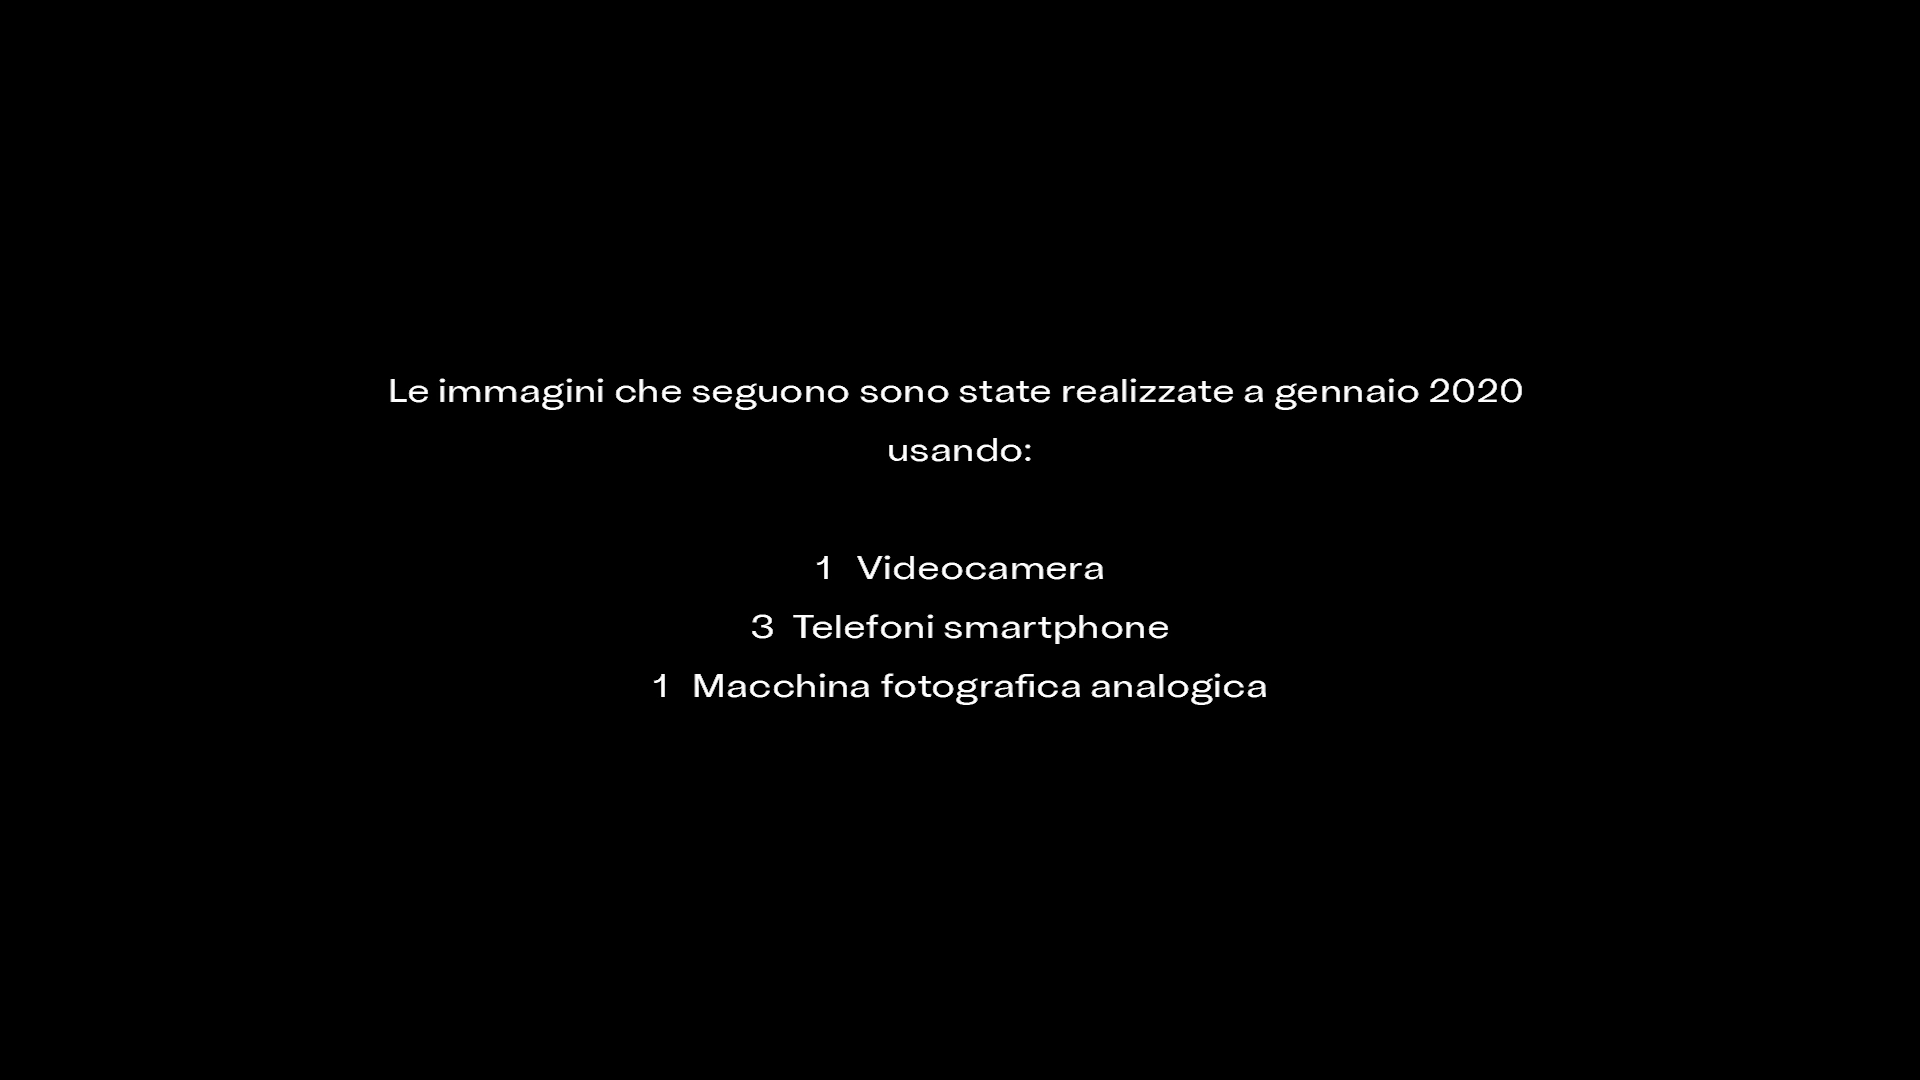 Le immagini che seguono sono state realizzate a gennaio 2020
usando:
1 Videocamera
3 Telefoni smartphone
1 Macchina fotografica analogica